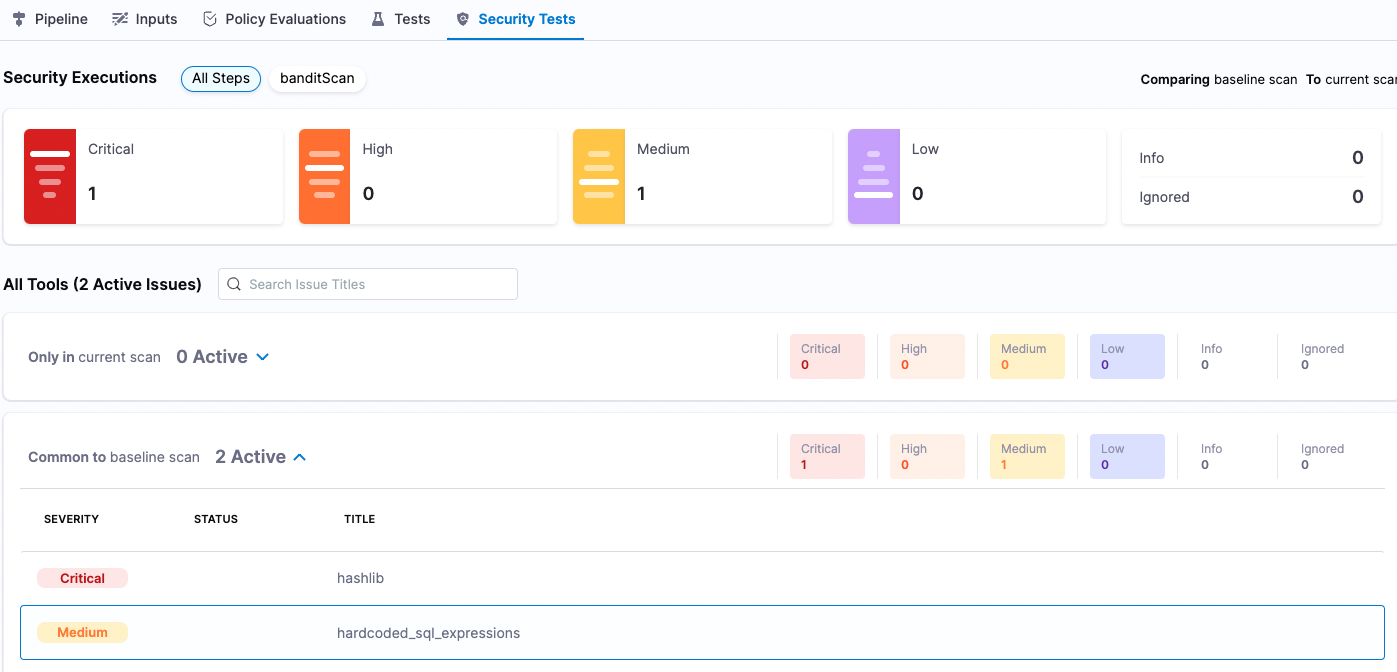 Pipeline Inputs Policy Evaluations Tests Security Tests
Security Executions All Steps banditScan Comparing baseline scan To current scan
Critical High Medium Low
Info 0
1 0 1 0
Ignored 0
All Tools (2 Active Issues) Search Issue Titles
Only in current scan 0 Active
Critical High Medium Low Info Ignored
0 0 0 0 0 0
Common to baseline scan 2 Active
Critical High Medium Low Info Ignored
1 0 1 0 0 0
SEVERITY STATUS TITLE
Critical hashlib
Medium hardcoded_sql_expressions